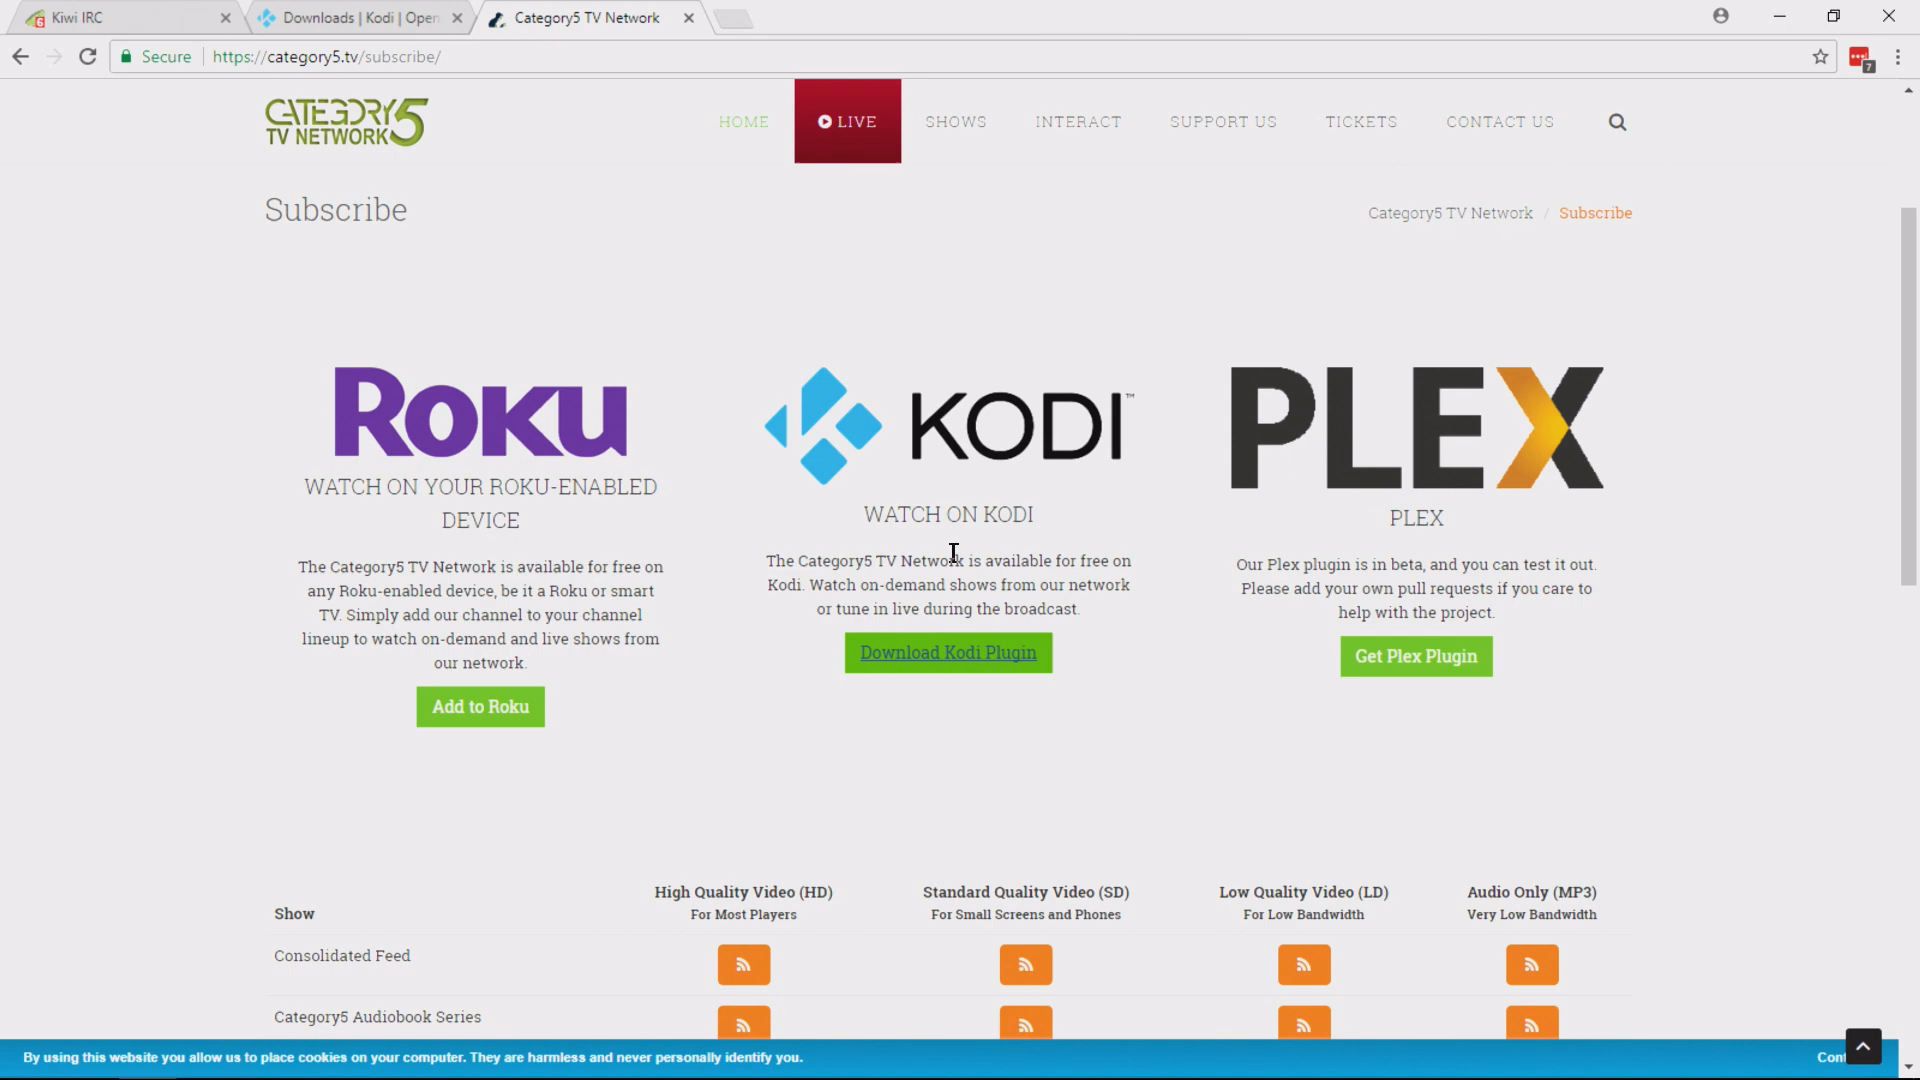 Kiwi IRC
Downloads | Kodi | Open
Category5 TV Network
Secure
https://category5.tv/subscribe/
7
CATEGORY5
TV NETWORK
HOME
LIVE
SHOWS
INTERACT
SUPPORT US
TICKETS
CONTACT US
Subscribe
Category5 TV Network / Subscribe
ROKU
WATCH ON YOUR ROKU-ENABLED
DEVICE
The Category5 TV Network is available for free on
any Roku-enabled device, be it a Roku or smart
TV. Simply add our channel to your channel
lineup to watch on-demand and live shows from
our network.
Add to Roku
KODI™
WATCH ON KODI
The Category5 TV Network is available for free on
Kodi. Watch on-demand shows from our network
or tune in live during the broadcast.
Download Kodi Plugin
PLEX
PLEX
Our Plex plugin is in beta, and you can test it out.
Please add your own pull requests if you care to
help with the project.
Get Plex Plugin
Show
High Quality Video (HD)
For Most Players
Standard Quality Video (SD)
For Small Screens and Phones
Low Quality Video (LD)
For Low Bandwidth
Audio Only (MP3)
Very Low Bandwidth
Consolidated Feed
Category5 Audiobook Series
By using this website you allow us to place cookies on your computer. They are harmless and never personally identify you.
Cont